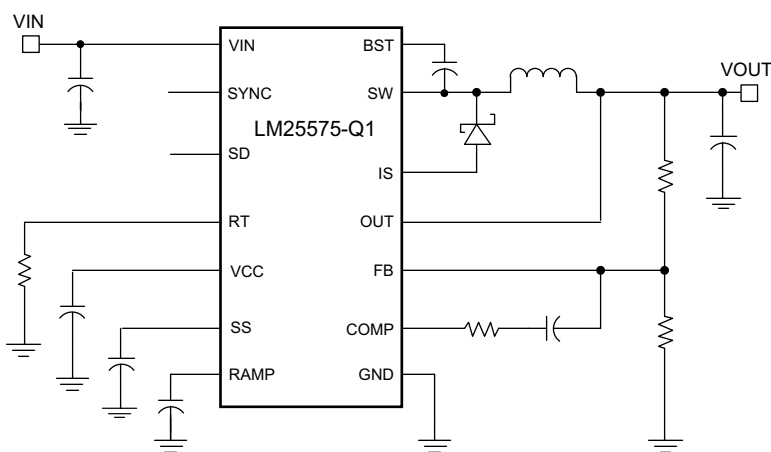 VIN
VOUT
VIN
BST
SYNC
SW
LM25575-Q1
SD
IS
RT
OUT
VCC
FB
SS
COMP
RAMP
GND